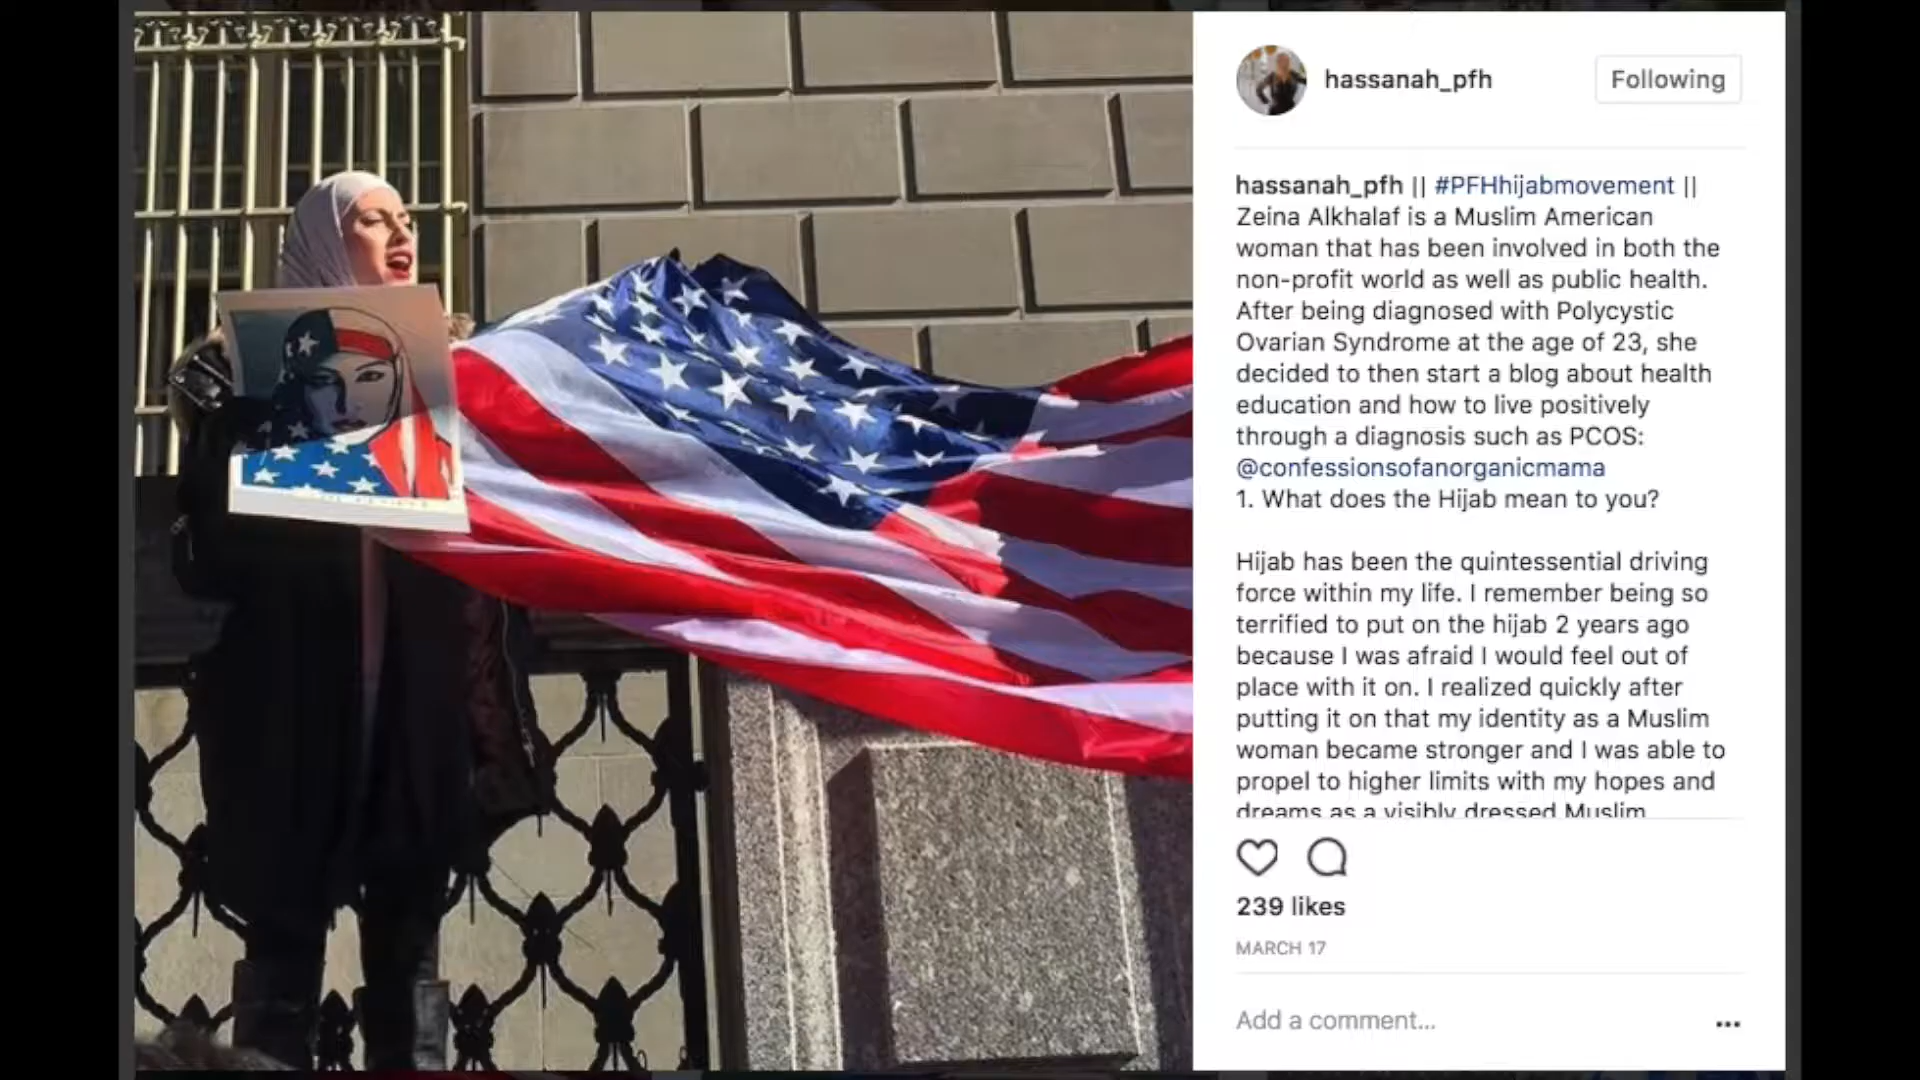 hassanah_pfh
Following
hassanah_pfh || #PFHhijabmovement ||
Zeina Alkhalaf is a Muslim American
woman that has been involved in both the
non-profit world as well as public health.
After being diagnosed with Polycystic
Ovarian Syndrome at the age of 23, she
decided to then start a blog about health
education and how to live positively
through a diagnosis such as PCOS:
@confessionsofanorganicmama
1. What does the Hijab mean to you?
Hijab has been the quintessential driving
force within my life. I remember being so
terrified to put on the hijab 2 years ago
because I was afraid I would feel out of
place with it on. I realized quickly after
putting it on that my identity as a Muslim
woman became stronger and I was able to
propel to higher limits with my hopes and
dreams as a visibly dressed Muslim
239 likes
MARCH 17
Add a comment...